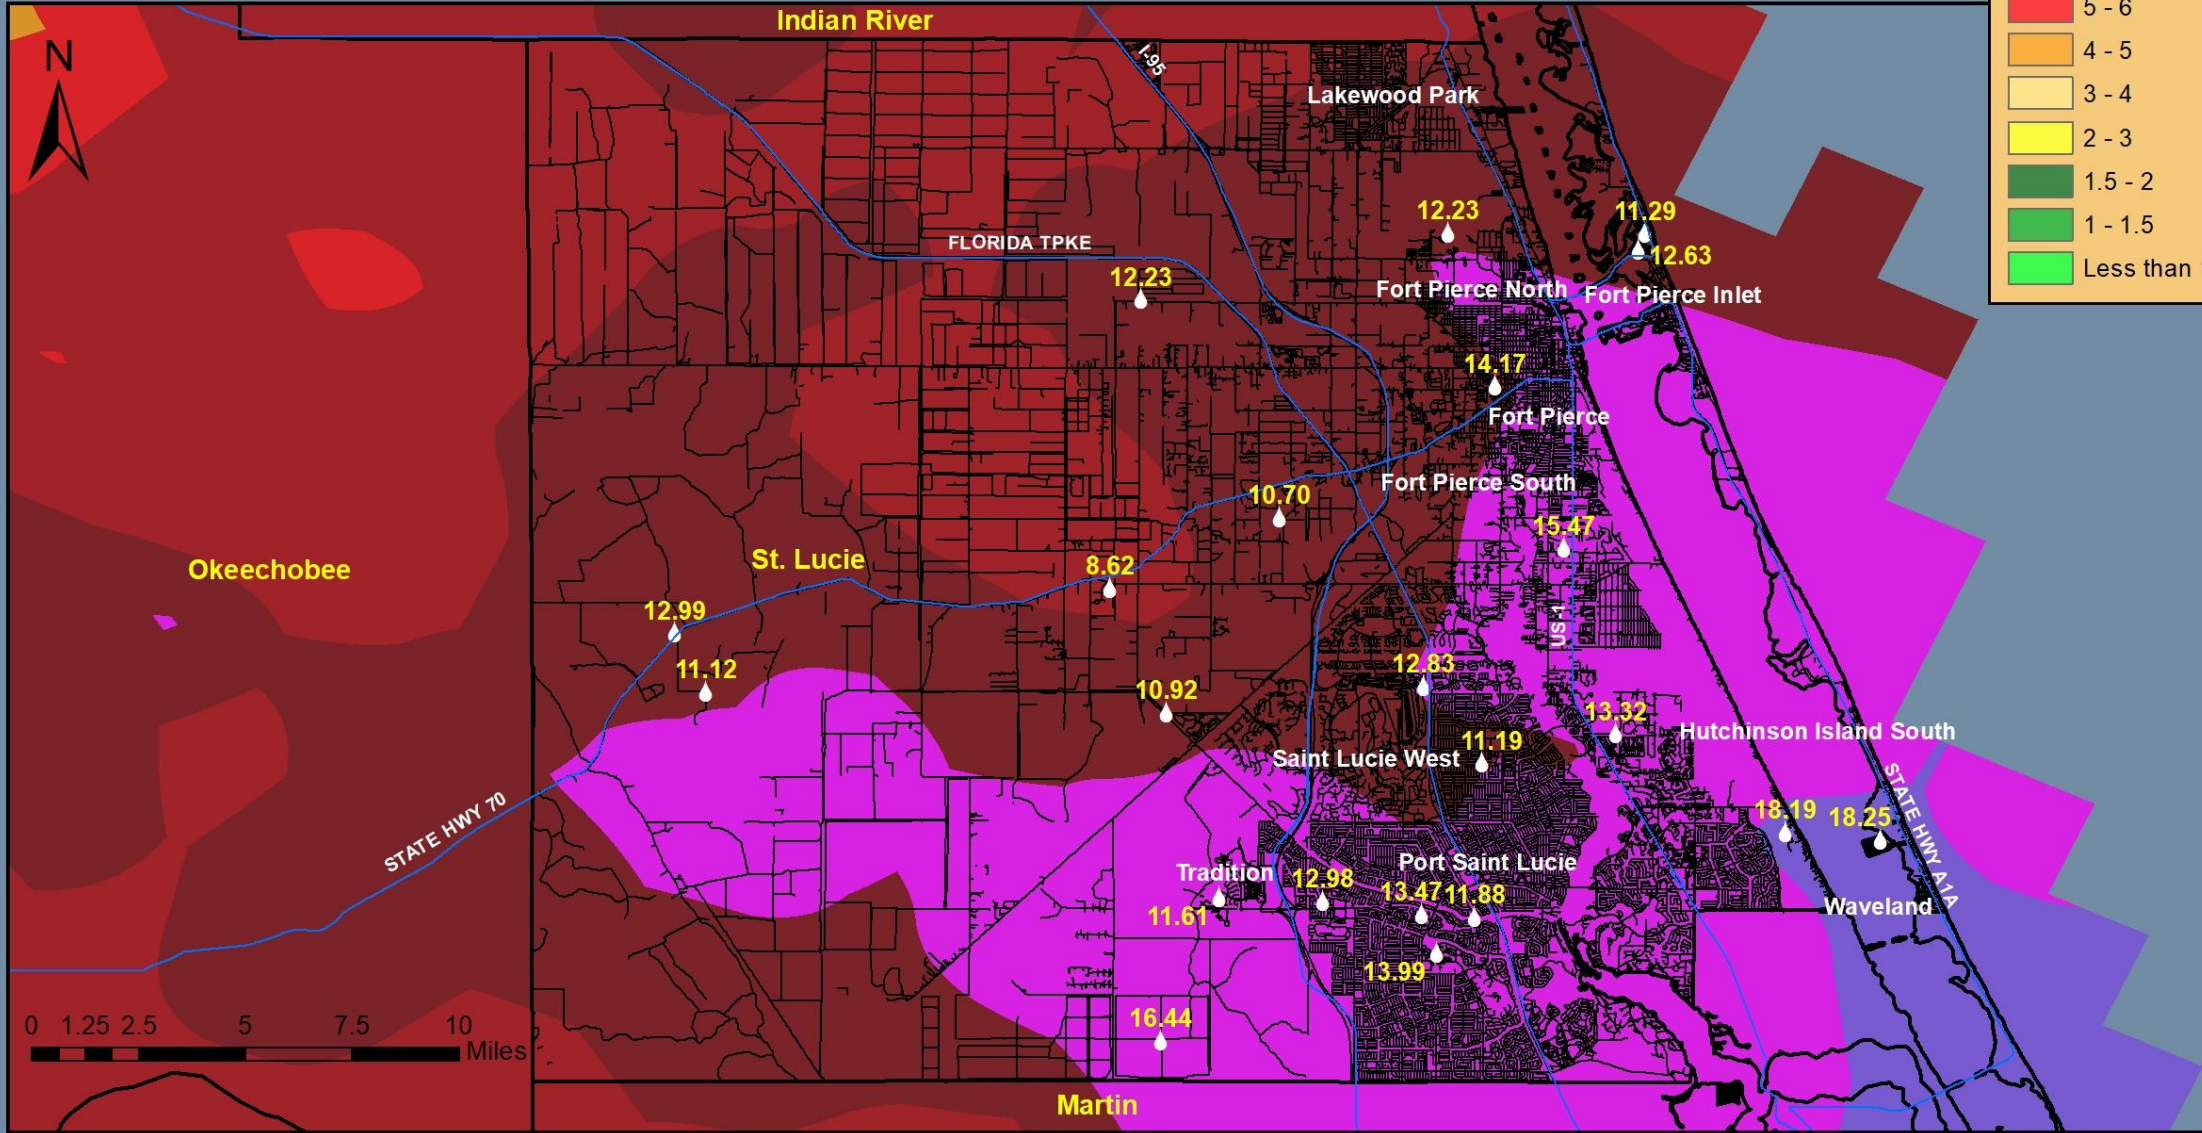 Indian River
5 - 6
N
I-95
4 - 5
Lakewood Park
3 - 4
2 - 3
1.5 - 2
12.23
11.29
1 - 1.5
FLORIDA TPKE
12.63
Less than
12.23
Fort Pierce North
Fort Pierce Inlet
14.17
Fort Pierce
Fort Pierce South
10.70
15.47
St. Lucie
8.62
Okeechobee
12.99
US-1
11.12
12.83
10.92
13.32
Hutchinson Island South
11.19
Saint Lucie West
STATE HWY 70
18.19
18.25
STATE HWY A1A
Port Saint Lucie
Tradition
12.98
13.47
11.88
Waveland
11.61
13.99
16.44
0 1.25 2.5 5 7.5 10
Miles
Martin